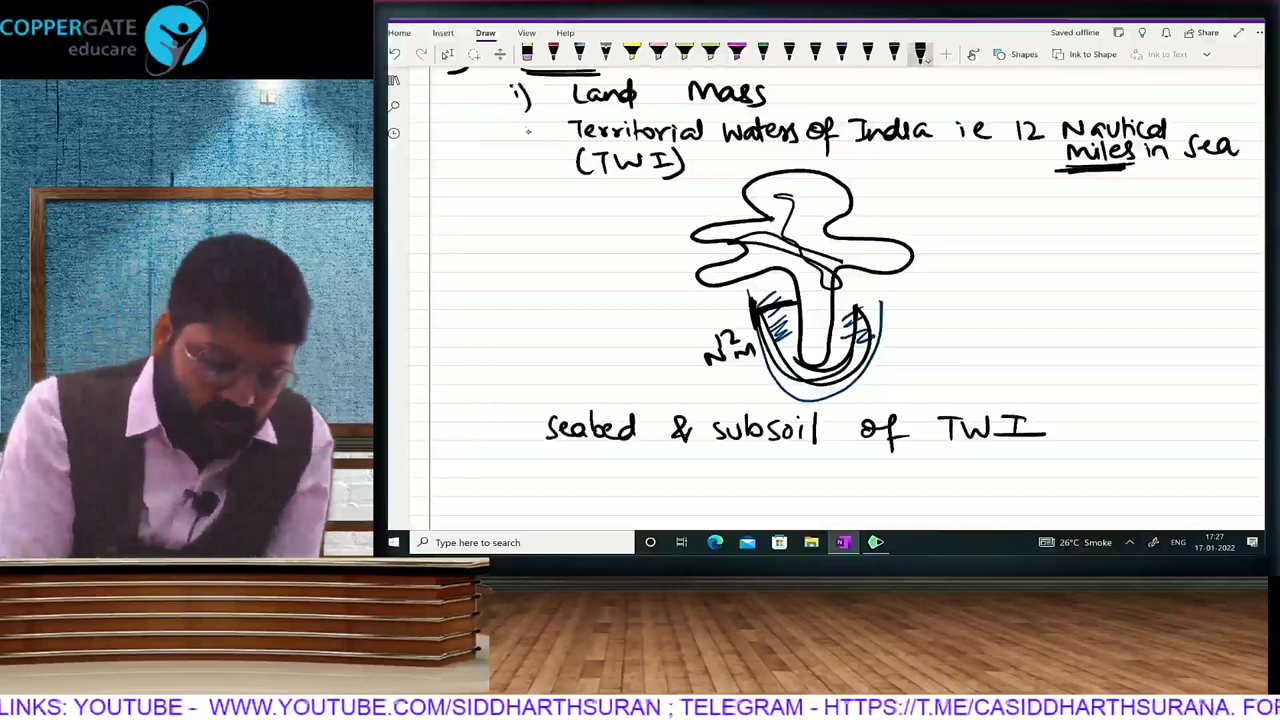 COPPERGATE
educare
Home Insert Draw View Help
Saved offline
Share
Shapes
Ink to Shape
Ink to Text
i) Land Mass
Territorial waters of India ie 12 Nautical
miles in sea
(TWI)
12
NM
seabed & subsoil of TWI
Type here to search
26°C Smoke
ENG
17:27
17-01-2022
LINKS: YOUTUBE - WWW.YOUTUBE.COM/SIDDHARTHSURAN ; TELEGRAM - HTTPS://T.ME/CASIDDHARTHSURANA. FOR